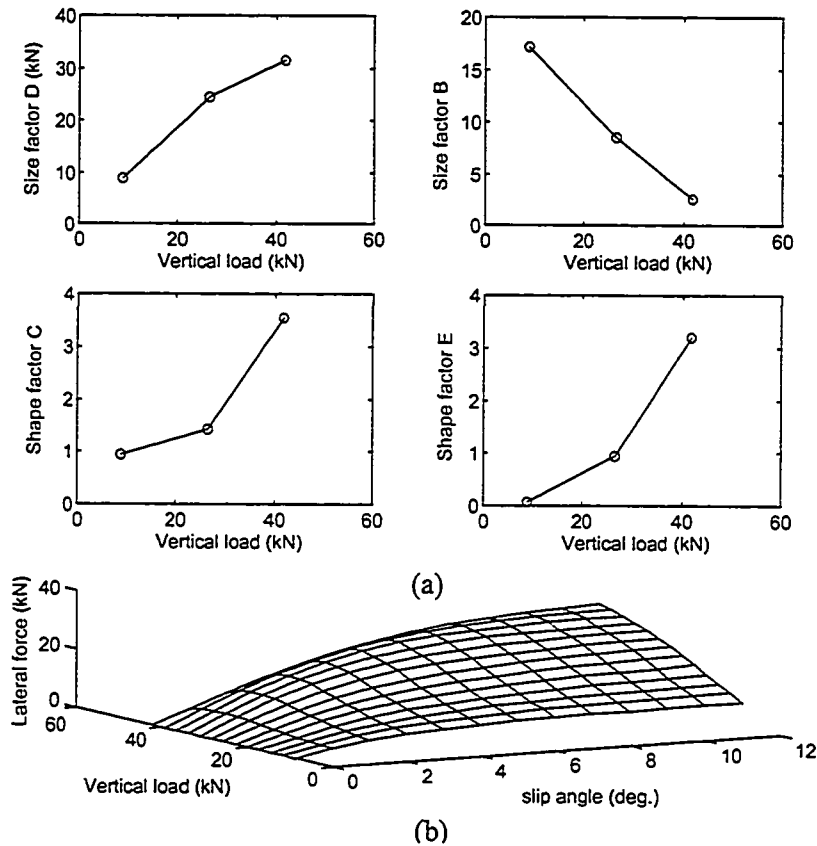 40
30
20
10
0
Size factor D (kN)
0 20 40 60
Vertical load (kN)
20
15
10
5
0
Size factor B
0 20 40 60
Vertical load (kN)
4
3
2
1
0
Shape factor C
0 20 40 60
Vertical load (kN)
4
3
2
1
0
Shape factor E
0 20 40 60
Vertical load (kN)
(a)
40
20
0
Lateral force (kN)
60
40
20
0
Vertical load (kN)
0 2 4 6 8 10 12
slip angle (deg.)
(b)